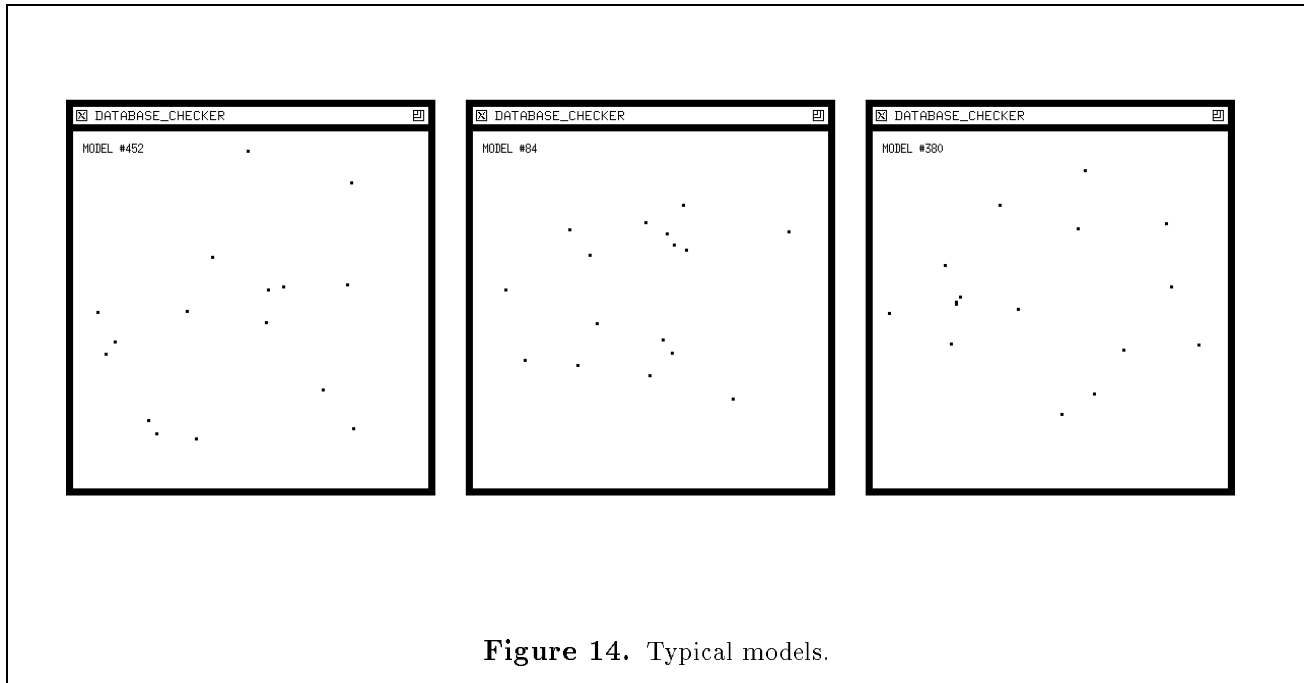 DATABASE_CHECKER
MODEL #452
DATABASE_CHECKER
MODEL #84
DATABASE_CHECKER
MODEL #380
Figure 14. Typical models.